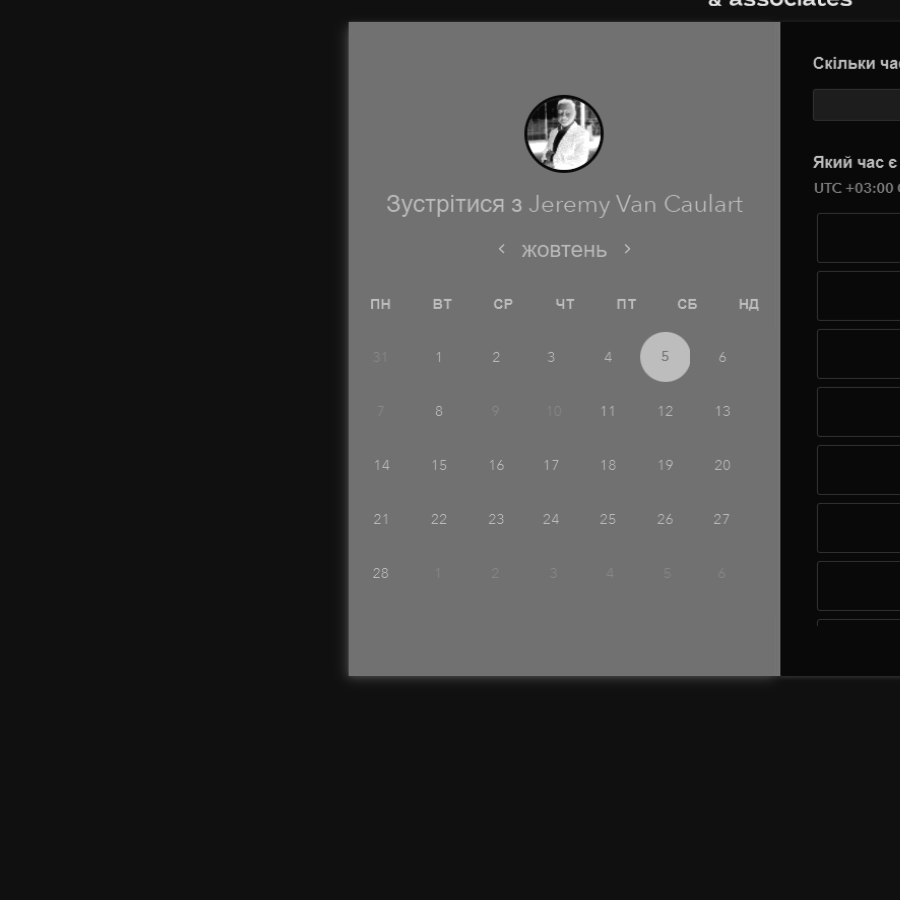 & associates
Зустрітися з Jeremy Van Caulart
жовтень
ПН ВТ СР ЧТ ПТ СБ НД
31 1 2 3 4 5 6
7 8 9 10 11 12 13
14 15 16 17 18 19 20
21 22 23 24 25 26 27
28 1 2 3 4 5 6
Скільки
Який час є
UTC +03:00